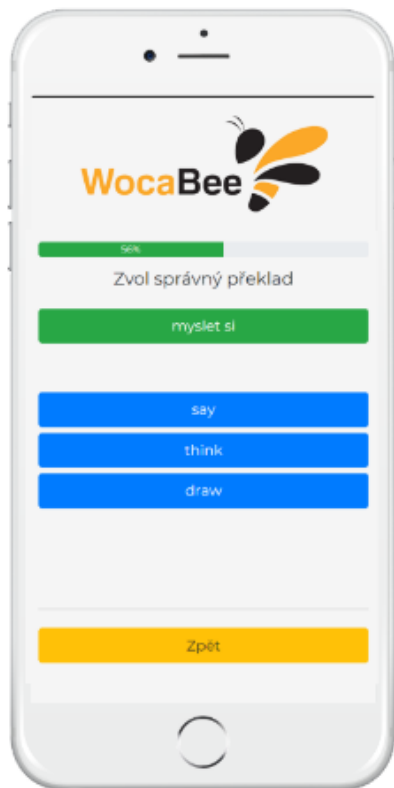 WocaBee
56%
Zvol správný překlad
myslet si
say
think
draw
Zpět